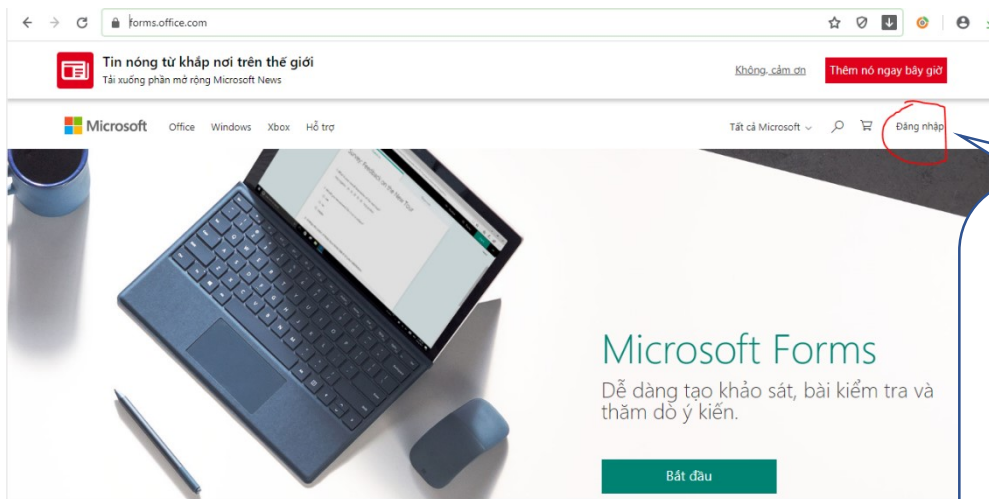 forms.office.com
Tin nóng từ khắp nơi trên thế giới
Tải xuống phần mở rộng Microsoft News
Không, cảm ơn
Thêm nó ngay bây giờ
Microsoft Office Windows Xbox Hỗ trợ
Tất cả Microsoft
Đăng nhập
Microsoft Forms
Dễ dàng tạo khảo sát, bài kiểm tra và
thăm dò ý kiến.
Bắt đầu